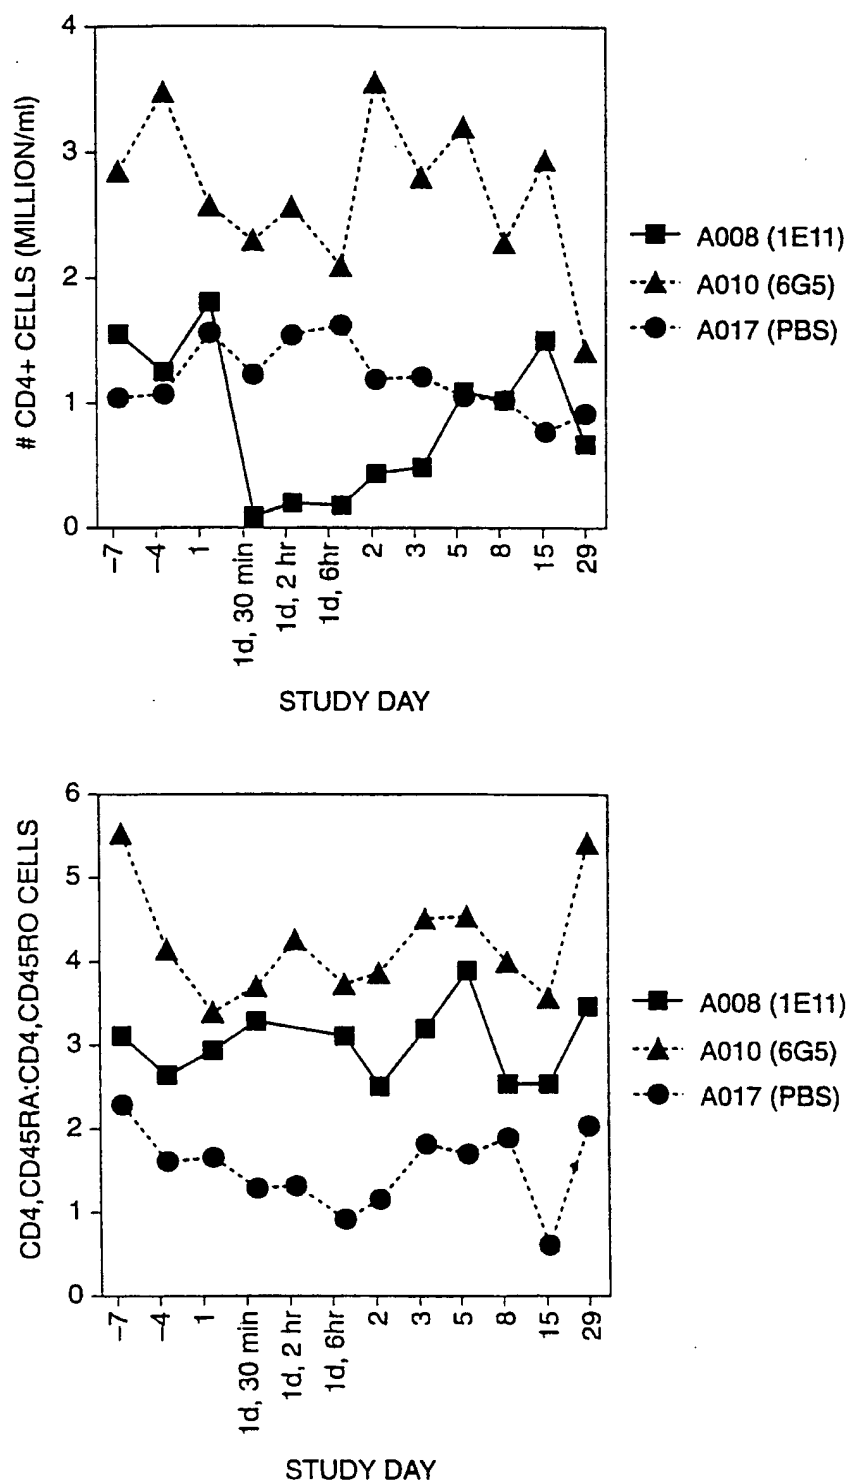 4
3
2
1
0
# CD4+ CELLS (MILLION/ml)
–7
–4
1
1d, 30 min
1d, 2 hr
1d, 6hr
2
3
5
8
15
29
STUDY DAY
A008 (1E11)
A010 (6G5)
A017 (PBS)
6
5
4
3
2
1
0
CD4,CD45RA:CD4,CD45RO CELLS
–7
–4
1
1d, 30 min
1d, 2 hr
1d, 6hr
2
3
5
8
15
29
STUDY DAY
A008 (1E11)
A010 (6G5)
A017 (PBS)